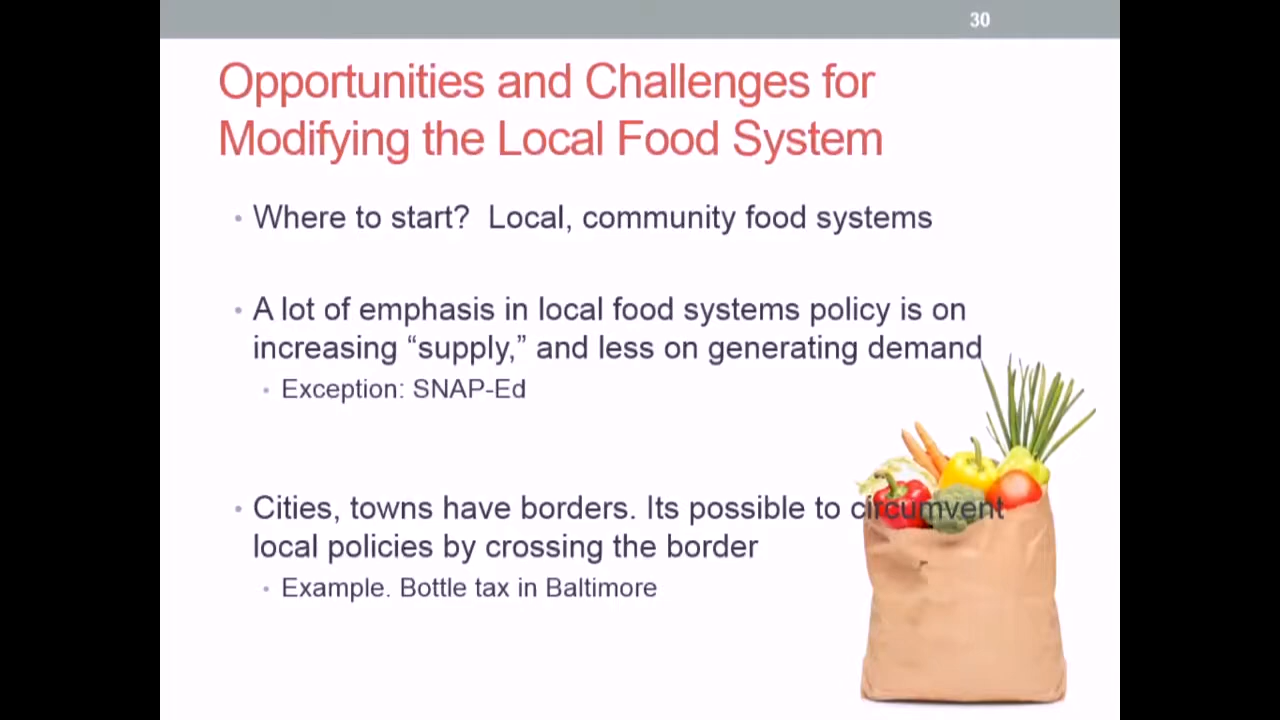 30
Opportunities and Challenges for
Modifying the Local Food System
• Where to start?  Local, community food systems
• A lot of emphasis in local food systems policy is on
increasing “supply,” and less on generating demand
• Exception: SNAP-Ed
• Cities, towns have borders. Its possible to circumvent
local policies by crossing the border
• Example. Bottle tax in Baltimore